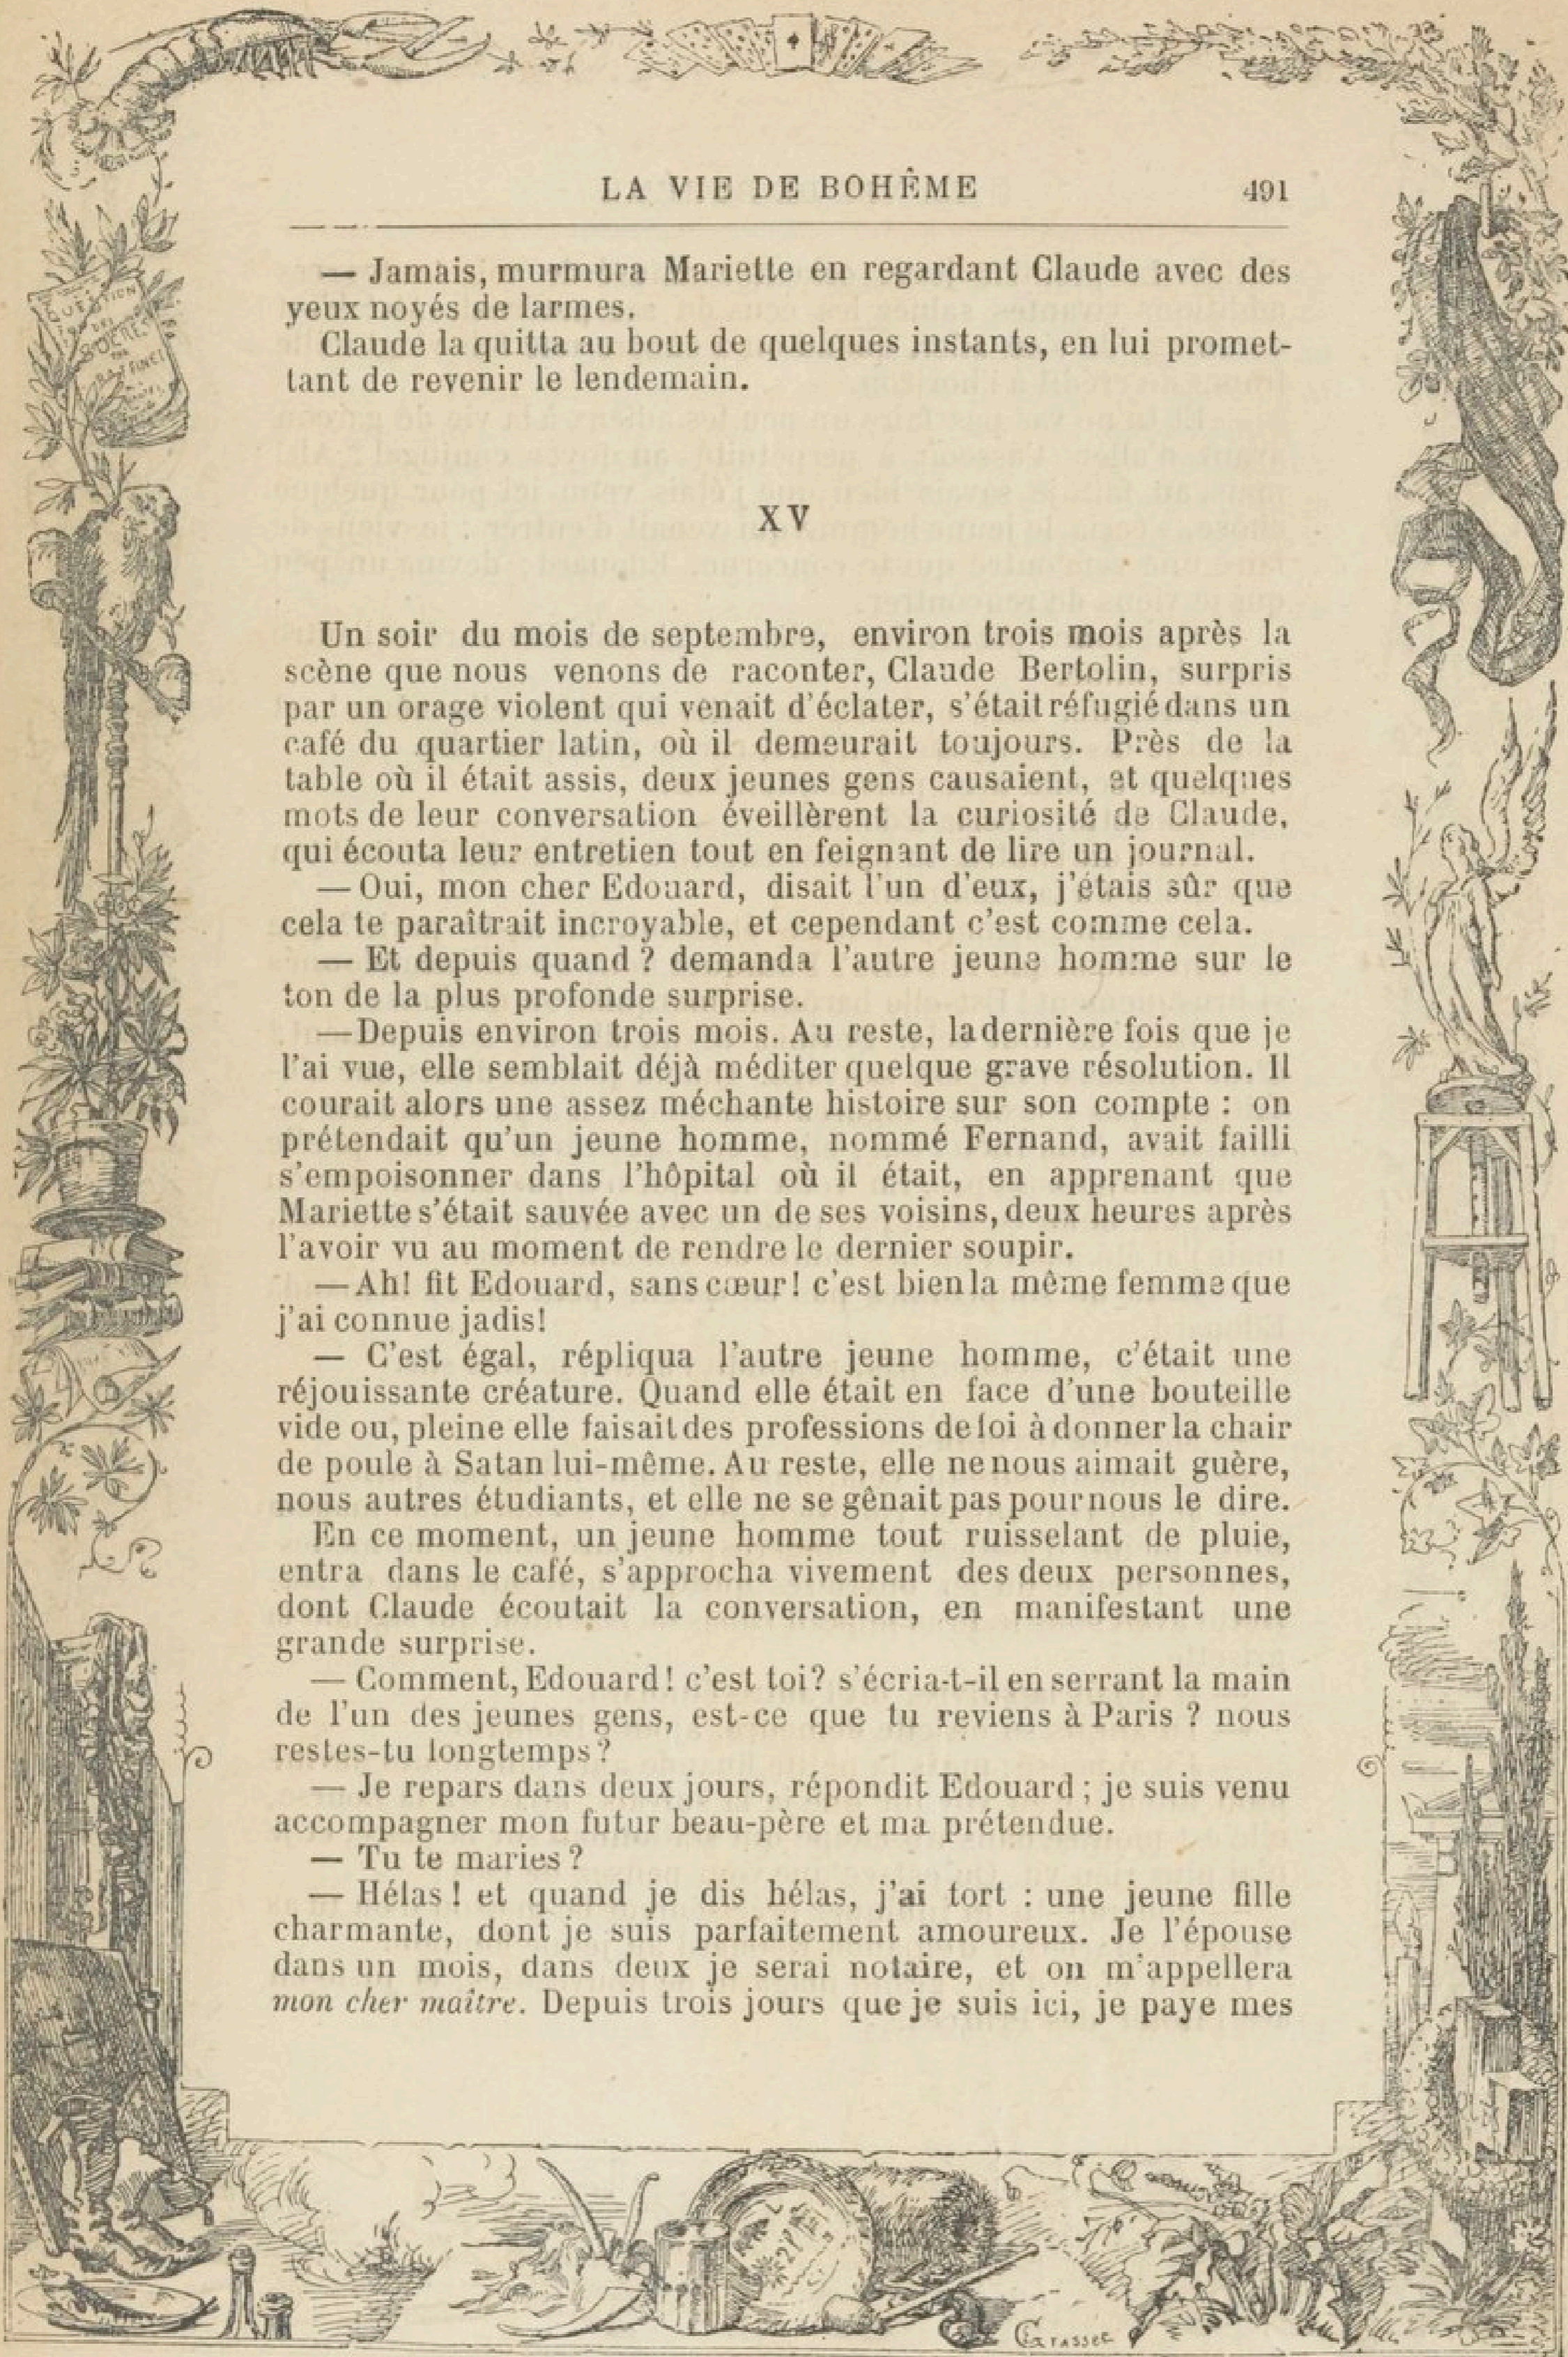 LA VIE DE BOHÊME 491
— Jamais, murmura Mariette en regardant Claude avec des
yeux noyés de larmes.
Claude la quitta au bout de quelques instants, en lui promet-
tant de revenir le lendemain.
XV
Un soir du mois de septembre, environ trois mois après la
scène que nous venons de raconter, Claude Bertolin, surpris
par un orage violent qui venait d'éclater, s'était réfugié dans un
café du quartier latin, où il demeurait toujours. Près de la
table où il était assis, deux jeunes gens causaient, et quelques
mots de leur conversation éveillèrent la curiosité de Claude,
qui écouta leur entretien tout en feignant de lire un journal.
— Oui, mon cher Edouard, disait l'un d'eux, j'étais sûr que
cela te paraîtrait incroyable, et cependant c'est comme cela.
— Et depuis quand ? demanda l'autre jeune homme sur le
ton de la plus profonde surprise.
— Depuis environ trois mois. Au reste, la dernière fois que je
l'ai vue, elle semblait déjà méditer quelque grave résolution. Il
courait alors une assez méchante histoire sur son compte : on
prétendait qu'un jeune homme, nommé Fernand, avait failli
s'empoisonner dans l'hôpital où il était, en apprenant que
Mariette s'était sauvée avec un de ses voisins, deux heures après
l'avoir vu au moment de rendre le dernier soupir.
— Ah! fit Edouard, sans cœur! c'est bien la même femme que
j'ai connue jadis!
— C'est égal, répliqua l'autre jeune homme, c'était une
réjouissante créature. Quand elle était en face d'une bouteille
vide ou, pleine elle faisait des professions de foi à donner la chair
de poule à Satan lui-même. Au reste, elle ne nous aimait guère,
nous autres étudiants, et elle ne se gênait pas pour nous le dire.
En ce moment, un jeune homme tout ruisselant de pluie,
entra dans le café, s'approcha vivement des deux personnes,
dont Claude écoutait la conversation, en manifestant une
grande surprise.
— Comment, Edouard! c'est toi? s'écria-t-il en serrant la main
de l'un des jeunes gens, est-ce que tu reviens à Paris ? nous
restes-tu longtemps ?
— Je repars dans deux jours, répondit Edouard ; je suis venu
accompagner mon futur beau-père et ma prétendue.
— Tu te maries ?
— Hélas ! et quand je dis hélas, j'ai tort : une jeune fille
charmante, dont je suis parfaitement amoureux. Je l'épouse
dans un mois, dans deux je serai notaire, et on m'appellera
mon cher maître. Depuis trois jours que je suis ici, je paye mes
QUESTION
DES
SUCRES
PAR
Grasset